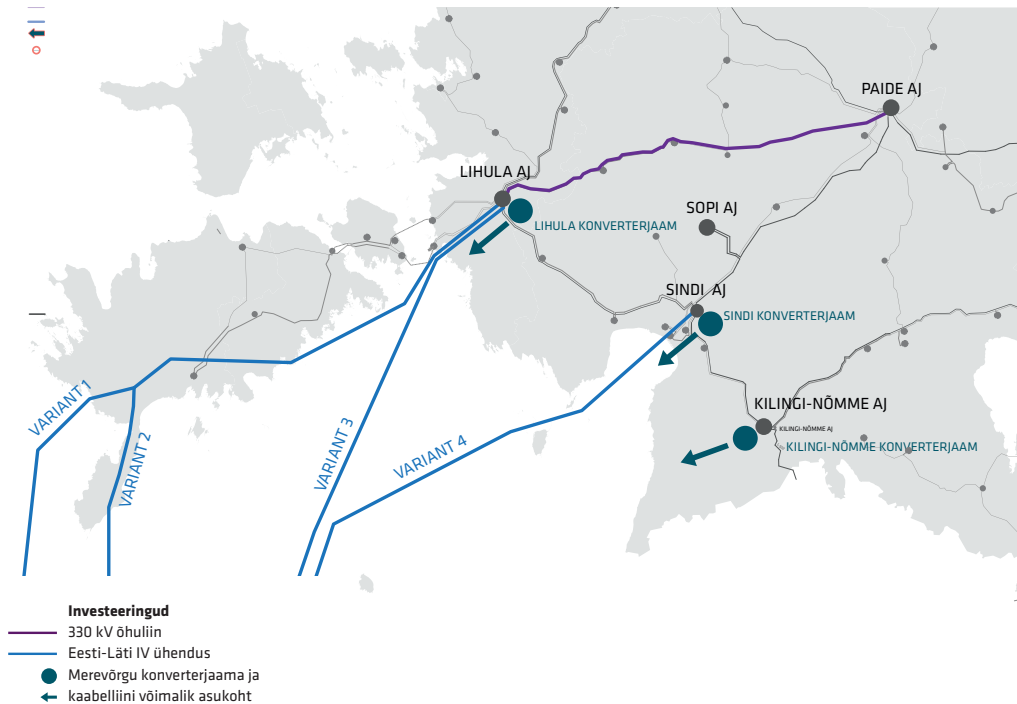 PAIDE AJ
LIHULA AJ
SOPI AJ
LIHULA KONVERTERJAAM
SINDI AJ
SINDI KONVERTERJAAM
VARIANT 1
VARIANT 2
VARIANT 3
VARIANT 4
KILINGI-NÕMME AJ
KILINGI-NÕMME AJ
KILINGI-NÕMME KONVERTERJAAM
Investeeringud
330 kV õhuliin
Eesti-Läti IV ühendus
Merevõrgu konverterjaama ja
kaabelliini võimalik asukoht